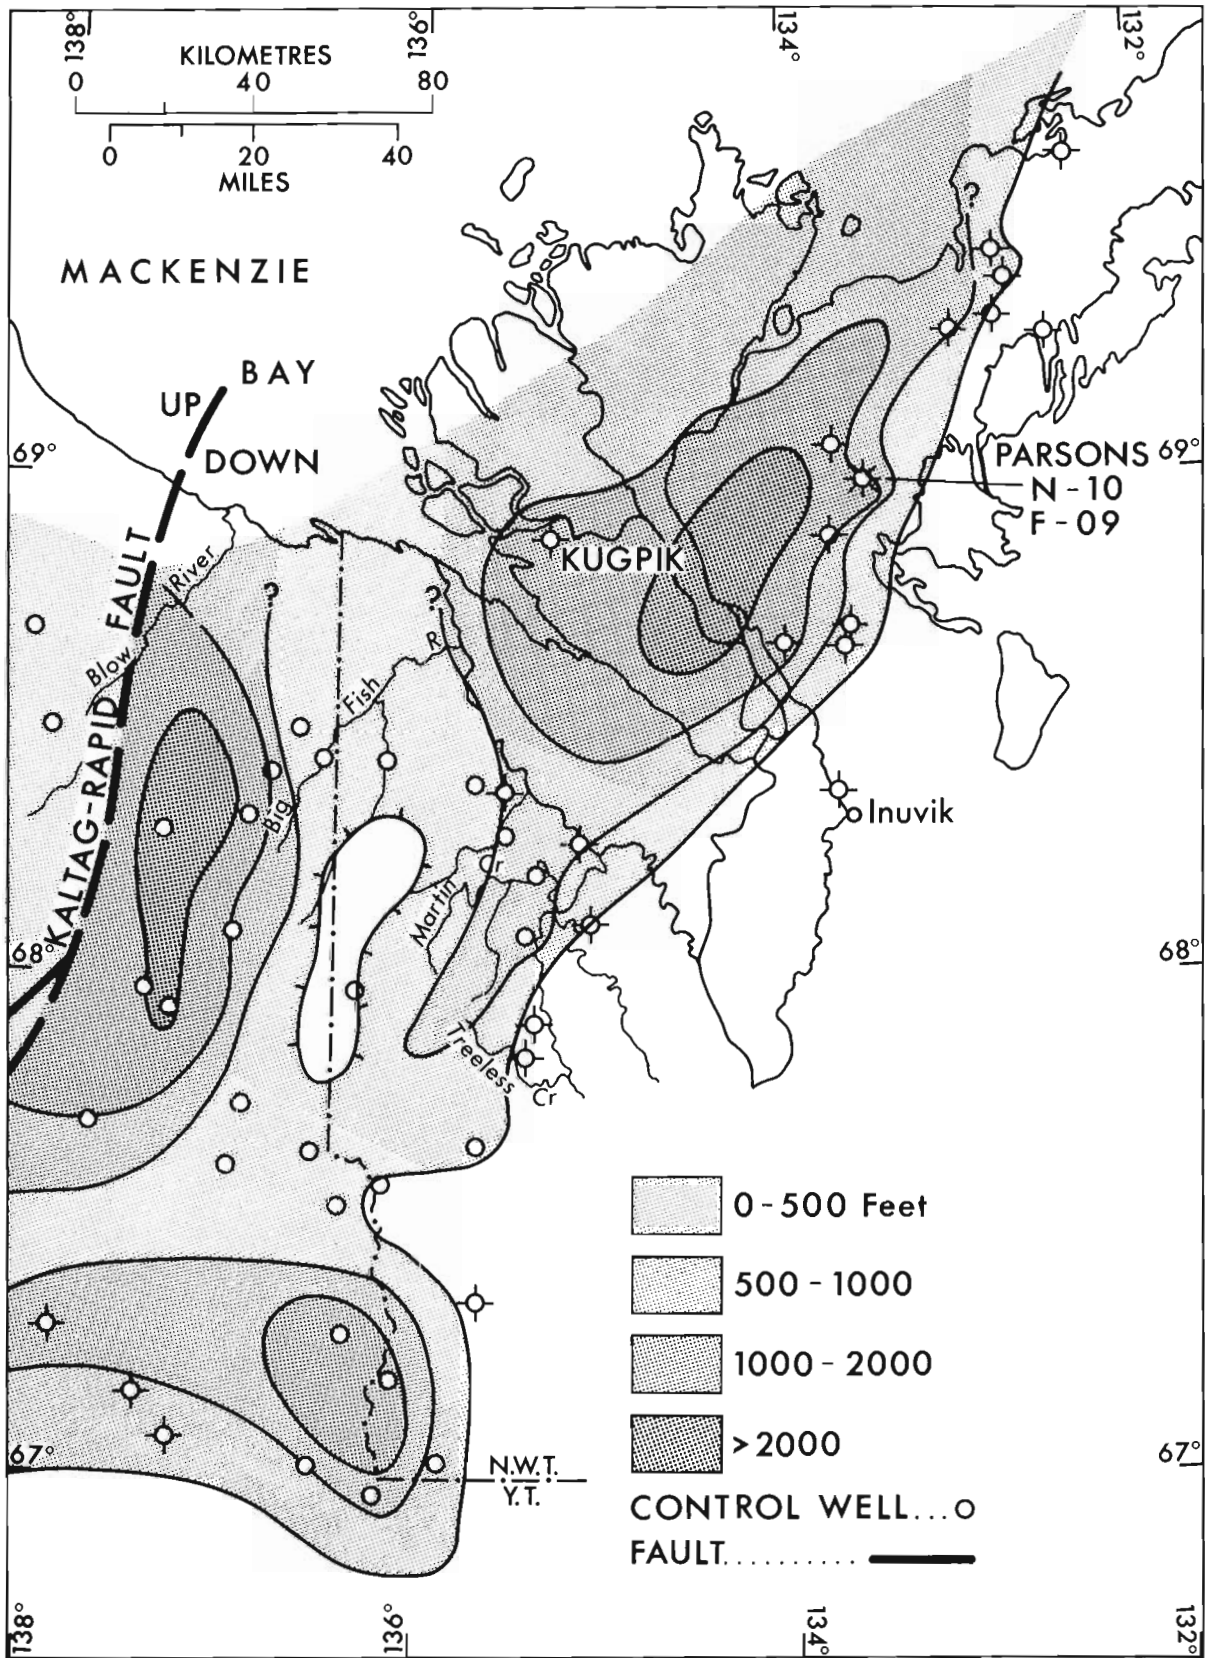 138°
136°
134°
132°
KILOMETRES
0 40 80
0 20 40
MILES
MACKENZIE
BAY
UP
DOWN
69°
PARSONS 69°
N-10
F-09
KUGPIK
?
?
?
River
Blow
KALTAG-RAPID FAULT
Fish
R.
Big
Inuvik
Martin
Cr
68°
68°
Treeless
Cr
0-500 Feet
500-1000
1000-2000
>2000
67°
67°
N.W.T.
Y.T.
CONTROL WELL...
FAULT..........
138°
136°
134°
132°